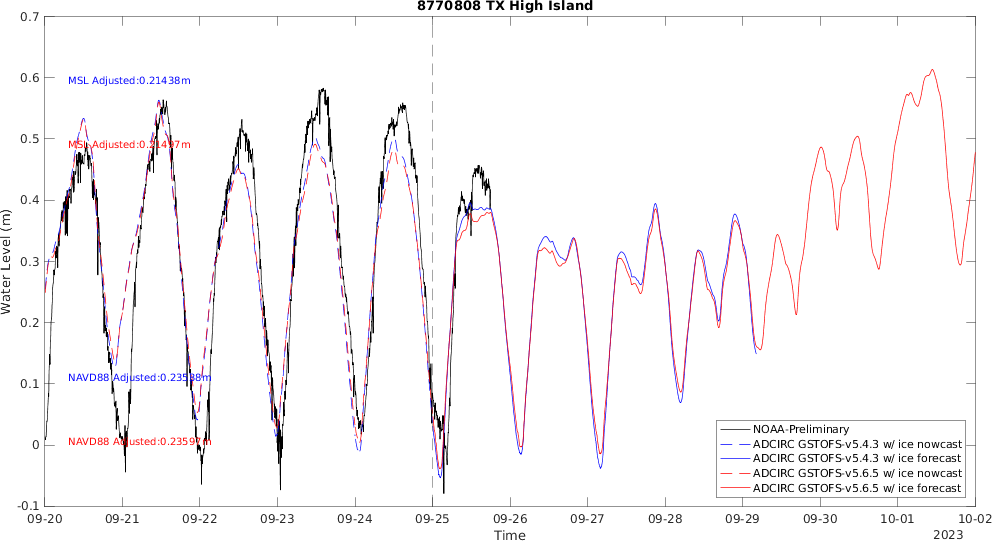 8770808 TX High Island
0.7
0.6
0.5
0.4
0.3
0.2
0.1
0
-0.1
Water Level (m)
MSL Adjusted:0.21438m
MSL Adjusted:0.21497m
NAVD88 Adjusted:0.23538m
NAVD88 Adjusted:0.23597m
NOAA-Preliminary
ADCIRC GSTOFS-v5.4.3 w/ ice nowcast
ADCIRC GSTOFS-v5.4.3 w/ ice forecast
ADCIRC GSTOFS-v5.6.5 w/ ice nowcast
ADCIRC GSTOFS-v5.6.5 w/ ice forecast
09-20 09-21 09-22 09-23 09-24 09-25 09-26 09-27 09-28 09-29 09-30 10-01 10-02
Time
2023